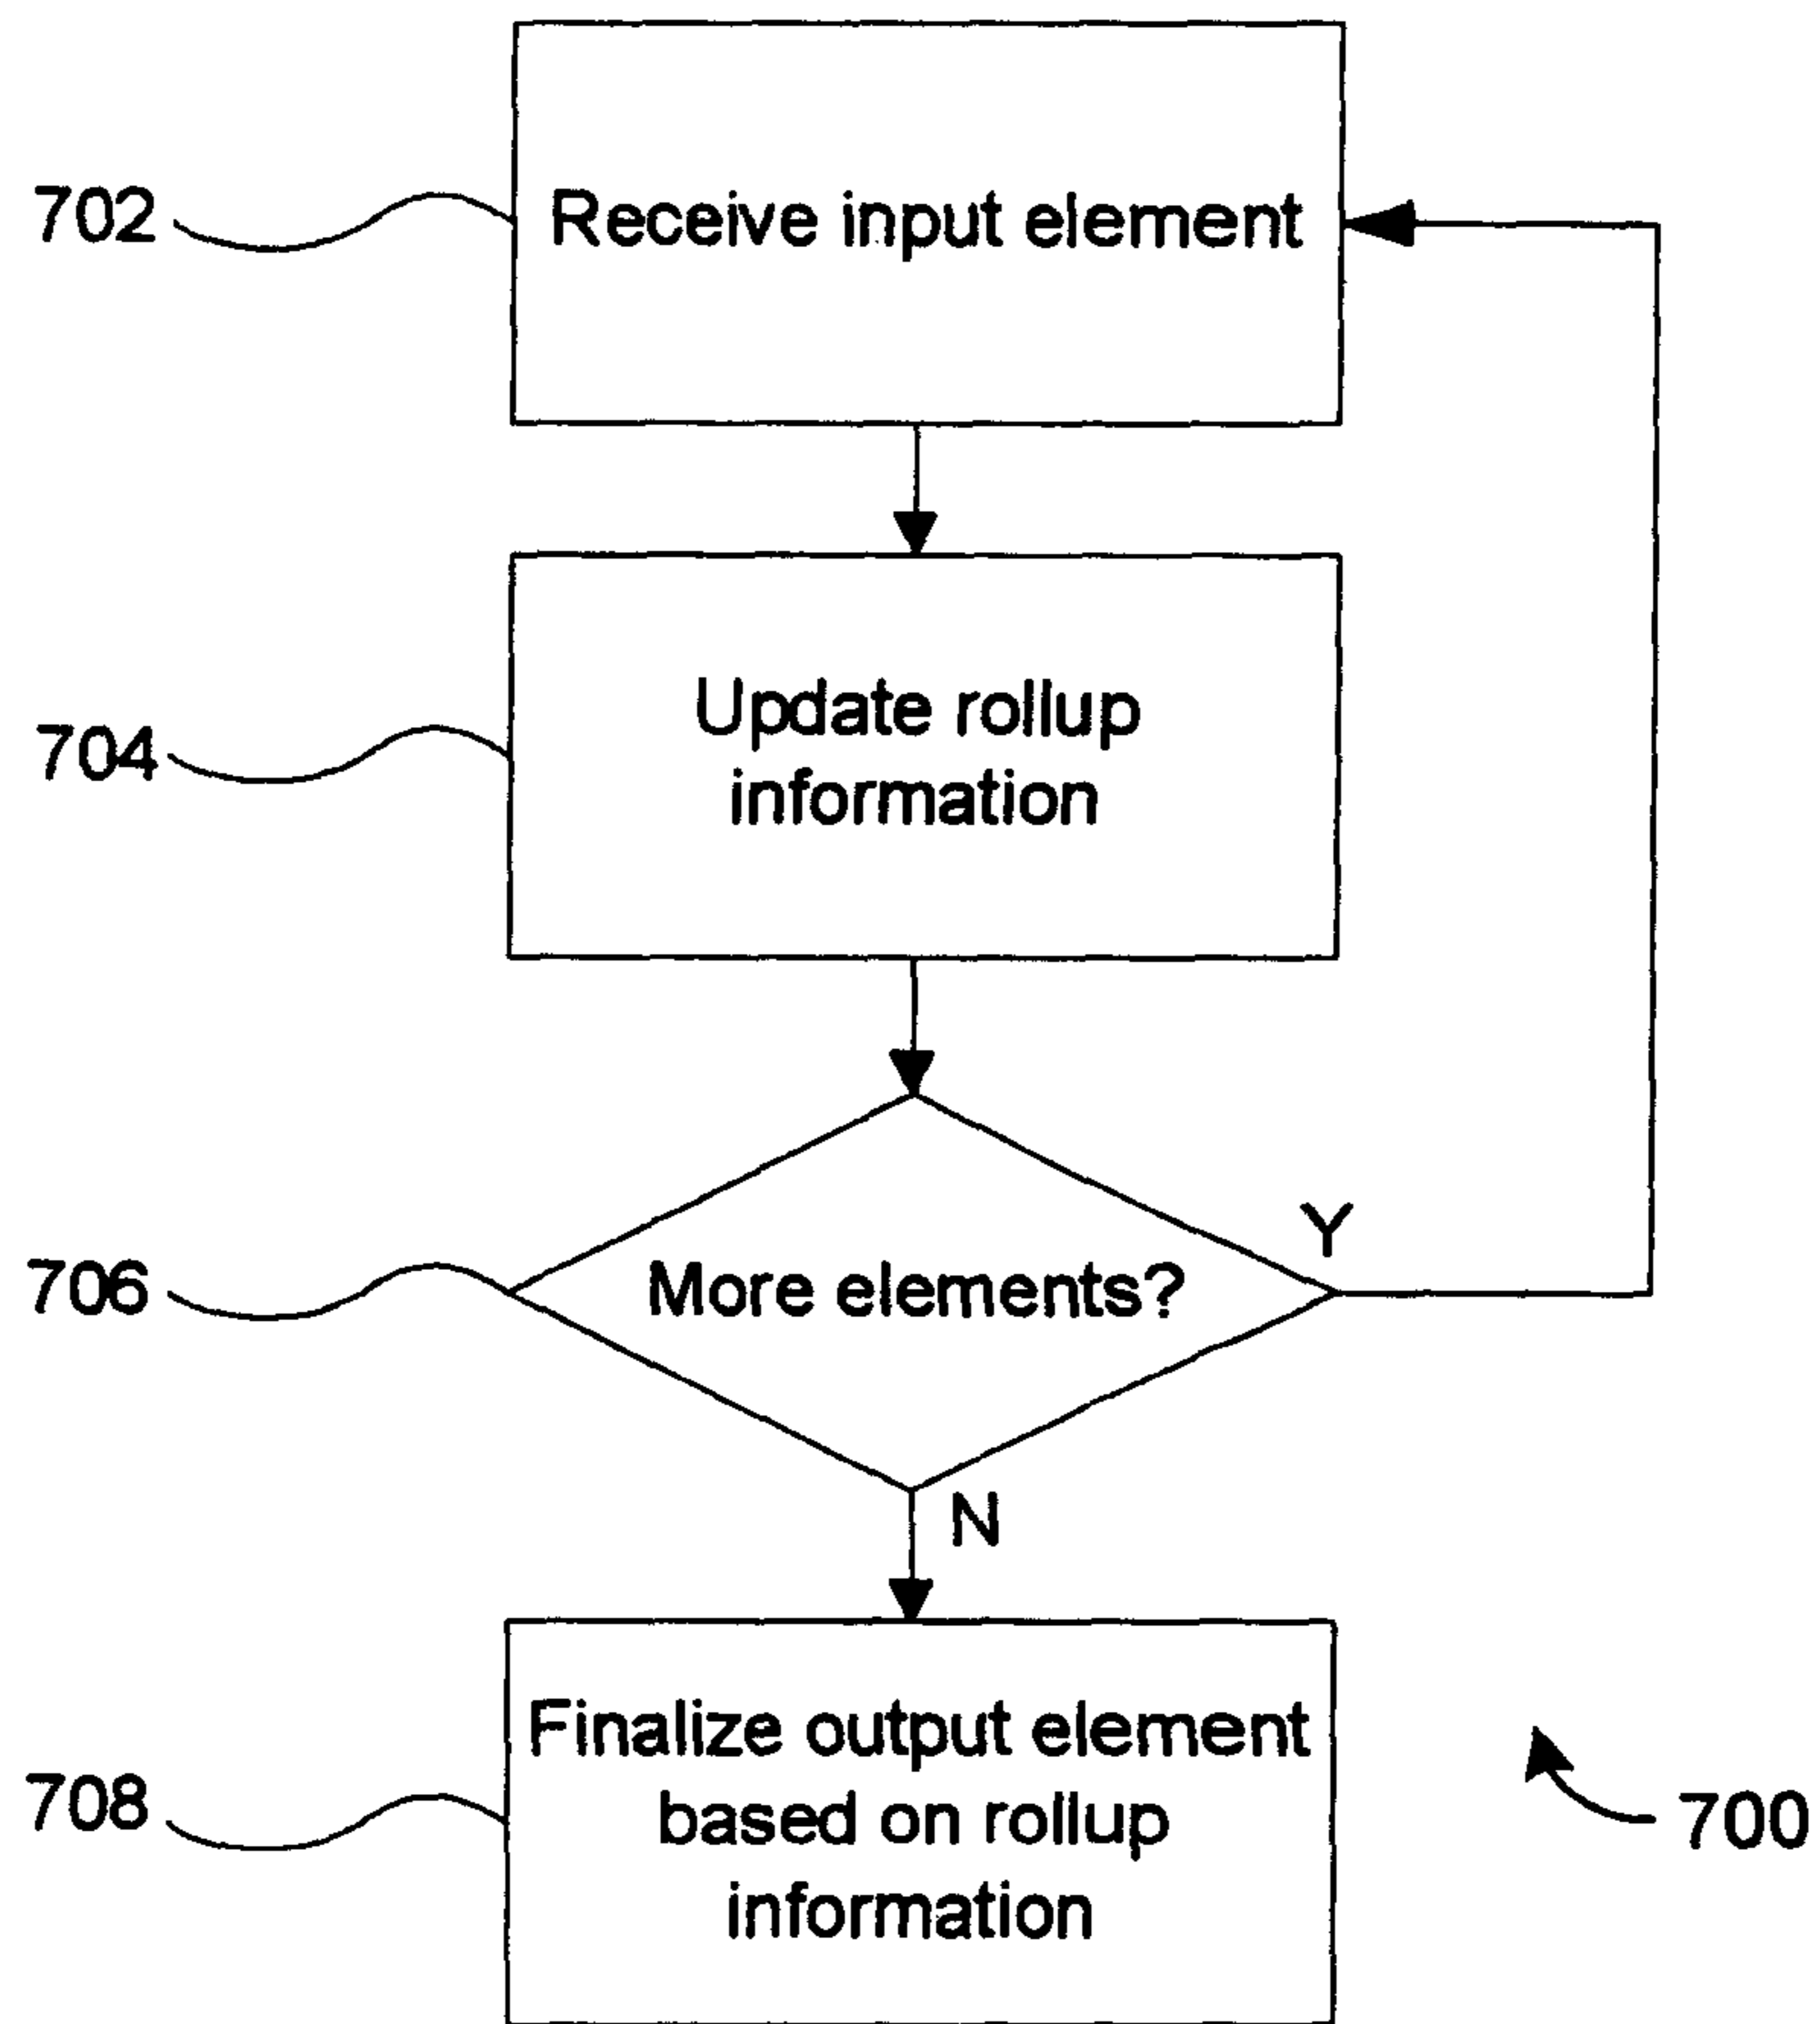 702
Receive input element
704
Update rollup
information
706
More elements?
Y
N
708
Finalize output element
based on rollup
information
700